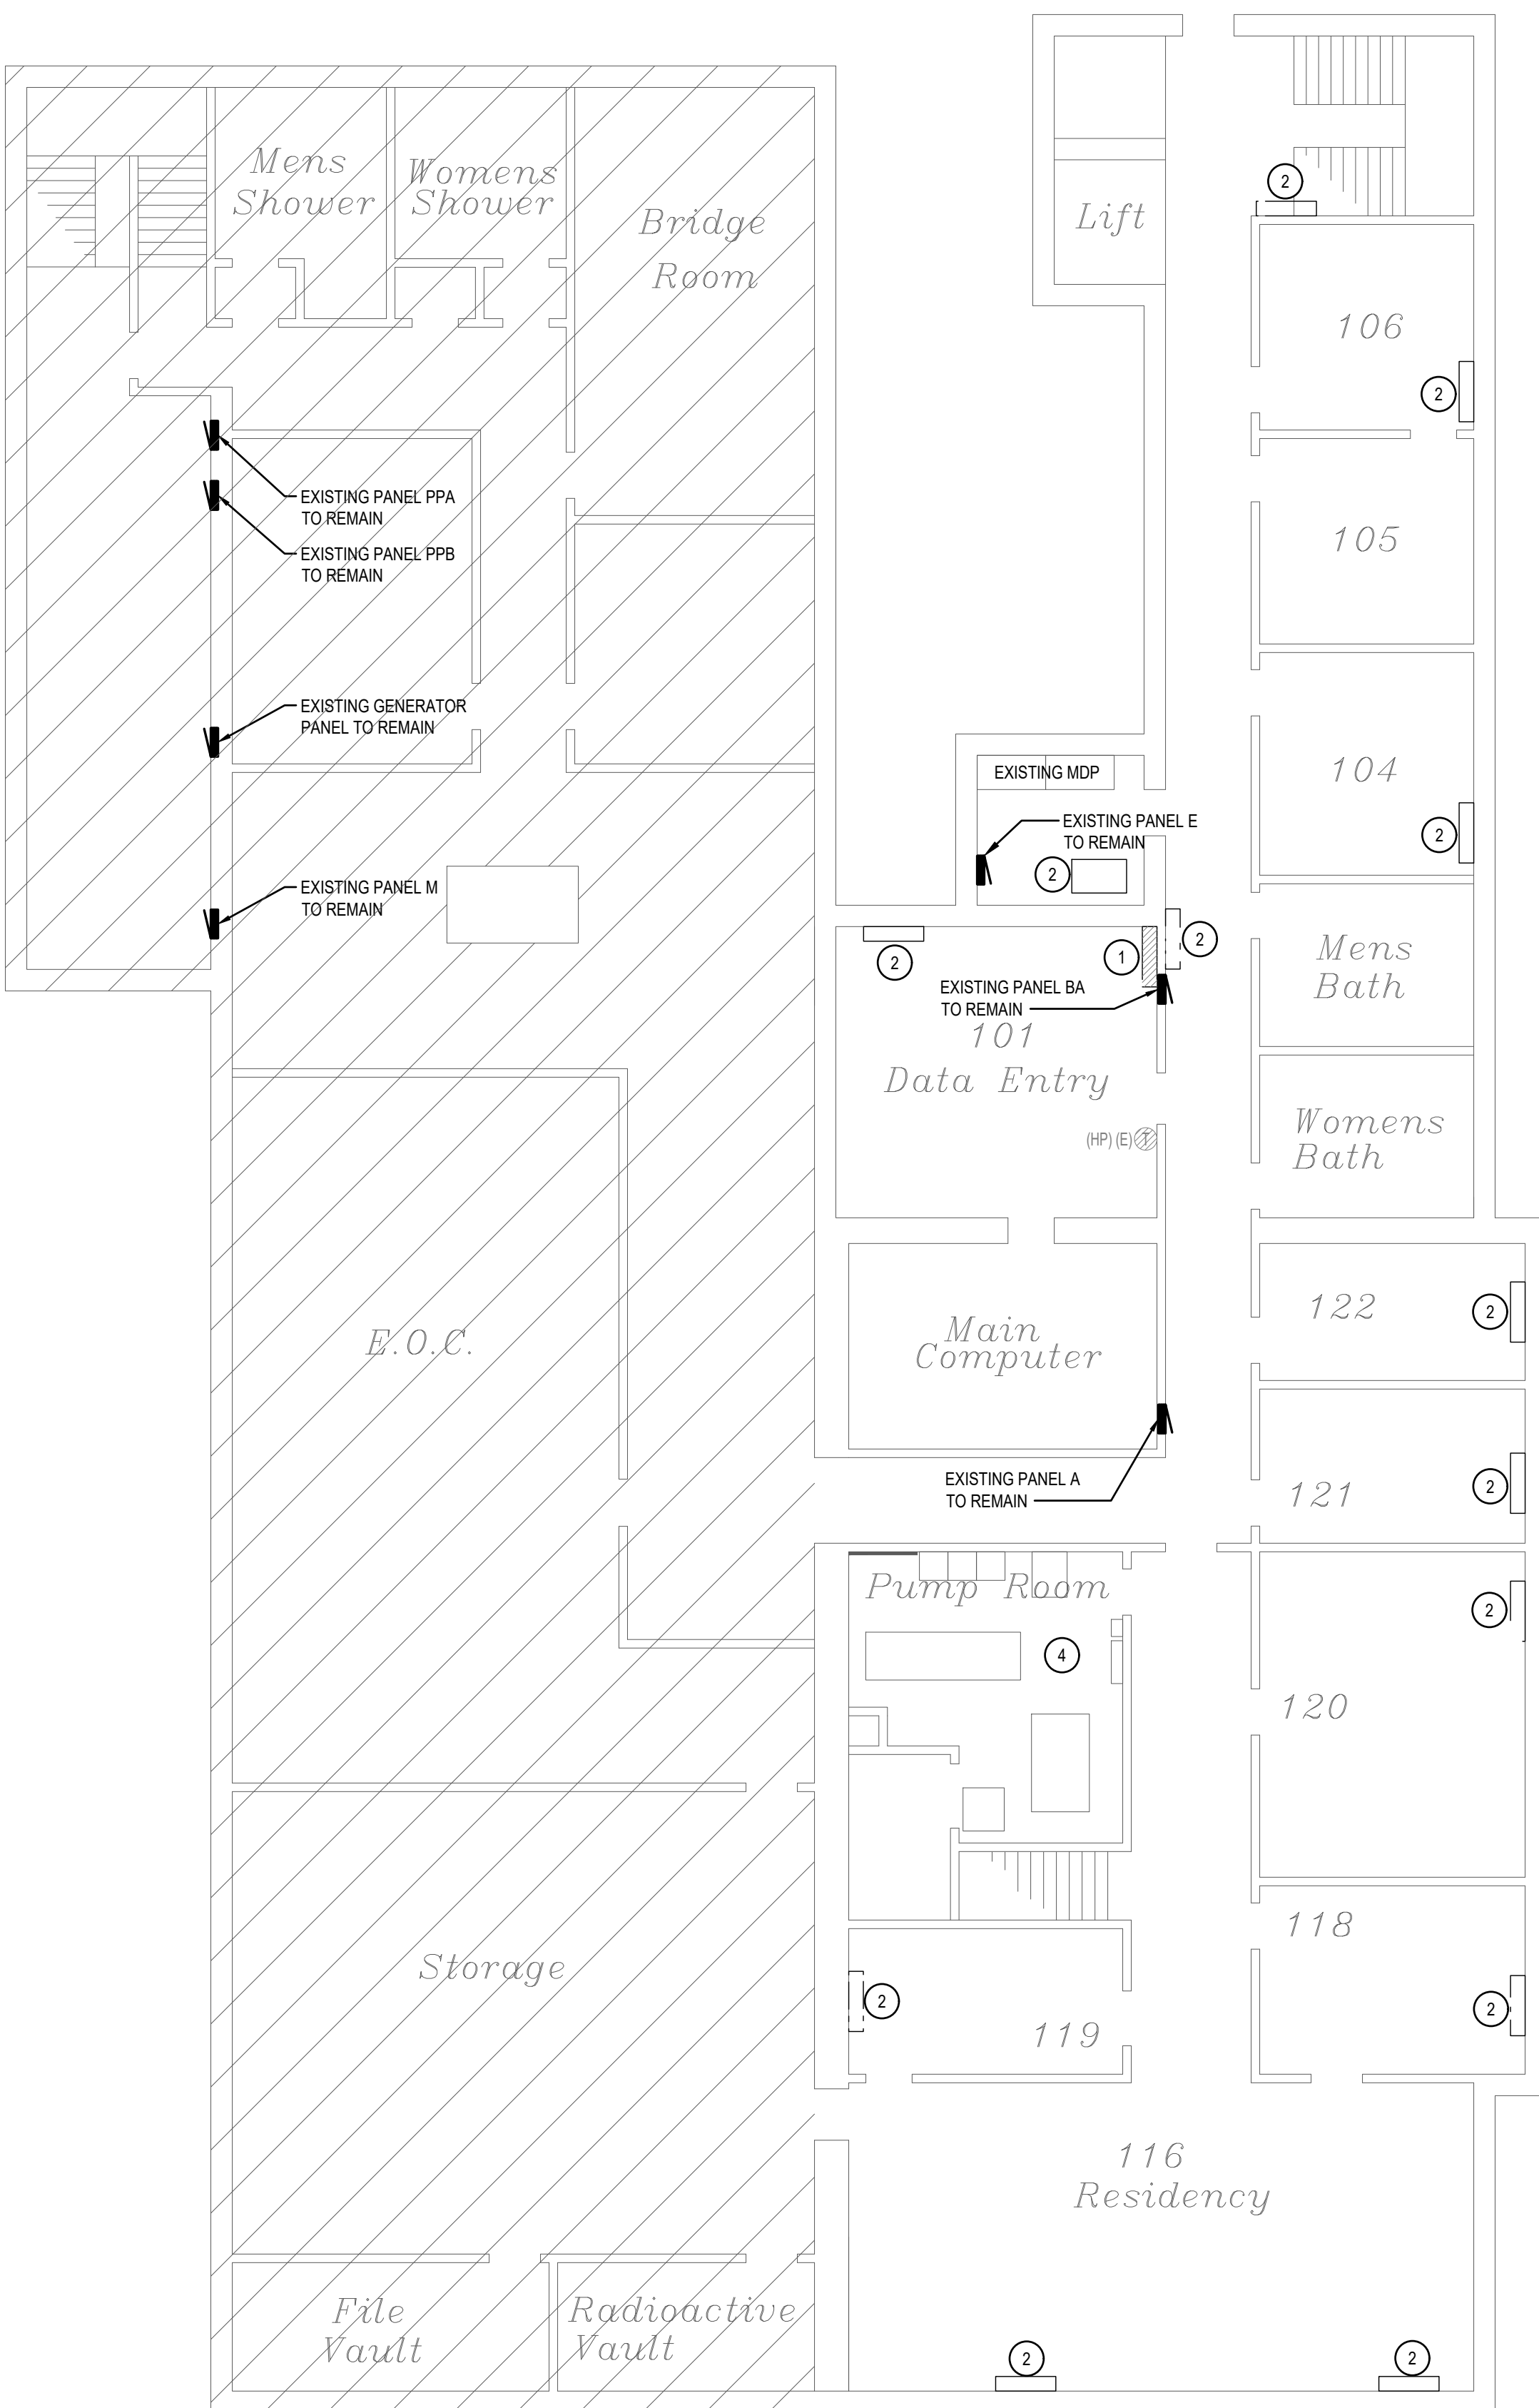 Mens
Shower
Womens
Shower
Bridge
Room
Lift
2
106
2
EXISTING PANEL PPA
TO REMAIN
EXISTING PANEL PPB
TO REMAIN
105
EXISTING GENERATOR
PANEL TO REMAIN
EXISTING MDP
104
EXISTING PANEL E
TO REMAIN
2
2
EXISTING PANEL M
TO REMAIN
2
1
2
EXISTING PANEL BA
TO REMAIN
Mens
Bath
101
Data Entry
(HP) (E) T
Womens
Bath
E.O.C.
Main
Computer
122
2
EXISTING PANEL A
TO REMAIN
121
2
Pump Room
4
2
120
118
Storage
2
119
2
116
Residency
File
Vault
Radioactive
Vault
2
2